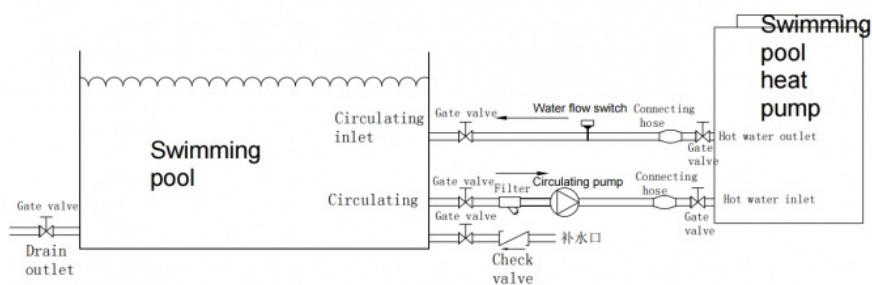 Swimming
pool
heat
pump
Circulating
inlet
Gate valve
Water flow switch
Connecting
hose
Gate
valve
Hot water outlet
Swimming
pool
Circulating
Gate valve
Filter
Circulating pump
Connecting
hose
Gate
valve
Hot water inlet
Gate valve
Gate valve
补水口
Drain
outlet
Check
valve